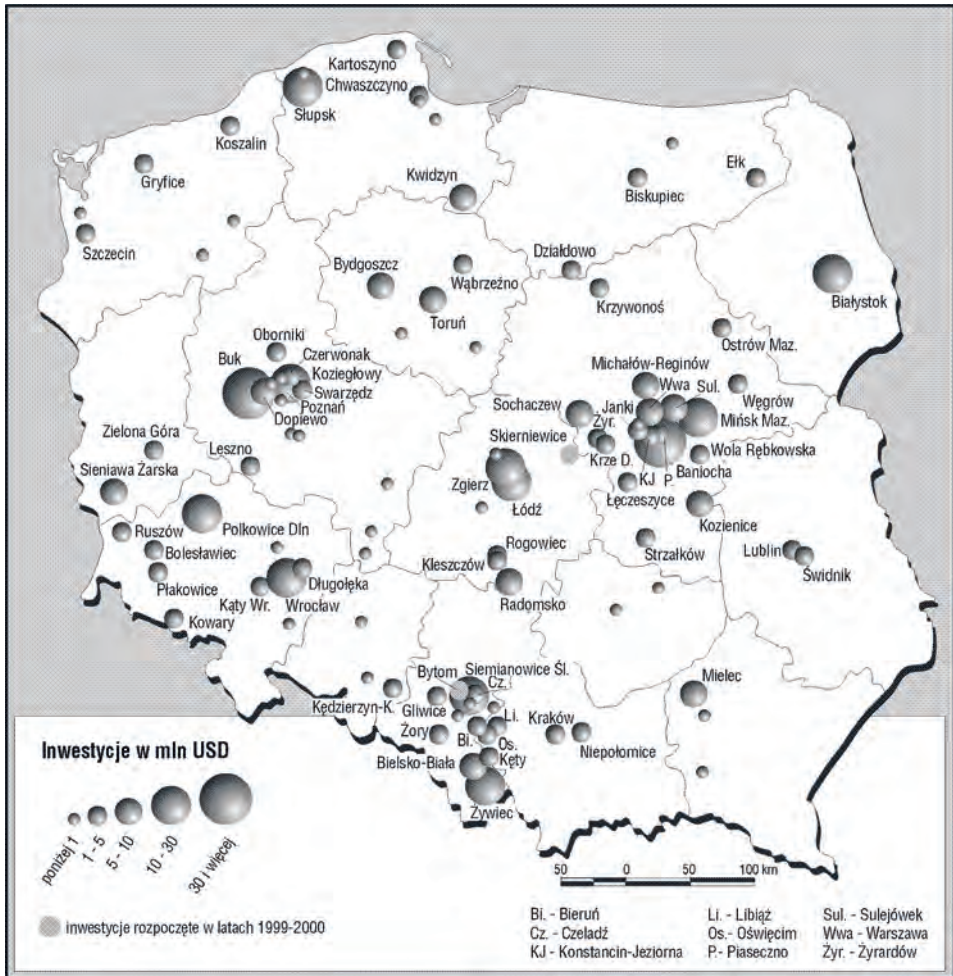 Kartoszyno
Chwaszczyno
Słupsk
Koszalin
Gryfice
Kwidzyn
Ełk
Biskupiec
Szczecin
Działdowo
Bydgoszcz
Wąbrzeźno
Krzywonoś
Białystok
Toruń
Ostrów Maz.
Oborniki
Czerwonak
Buk
Koziegłowy
Swarzędz
Poznań
Dopiewo
Michałów-Reginów
Wwa
Sul.
Węgrów
Sochaczew
Janki
Żyr.
Mińsk Maz.
Zielona Góra
Leszno
Skierniewice
Krze D.
Wola Rębkowska
Sieniawa Żarska
Zgierz
KJ
P.
Baniocha
Łódź
Łęczeszyce
Kozienice
Polkowice Dln
Ruszów
Rogowiec
Strzałków
Lublin
Bolesławiec
Świdnik
Kleszczów
Płakowice
Długołęka
Kąty Wr.
Wrocław
Radomsko
Kowary
Bytom
Siemianowice Śl.
Cz.
Mielec
Kędzierzyn-K.
Gliwice
Li.
Kraków
Żory
Bi.
Os.
Niepołomice
Bielsko-Biała
Kęty
Żywiec
Inwestycje w mln USD
poniżej 1
1 - 5
5 - 10
10 - 30
30 i więcej
inwestycje rozpoczęte w latach 1999-2000
50 0 50 100 km
Bi. - Bieruń
Cz. - Czeladź
KJ - Konstancin-Jeziorna
Li. - Libiąż
Os.- Oświęcim
P.- Piaseczno
Sul. - Sulejówek
Wwa - Warszawa
Żyr. - Żyrardów